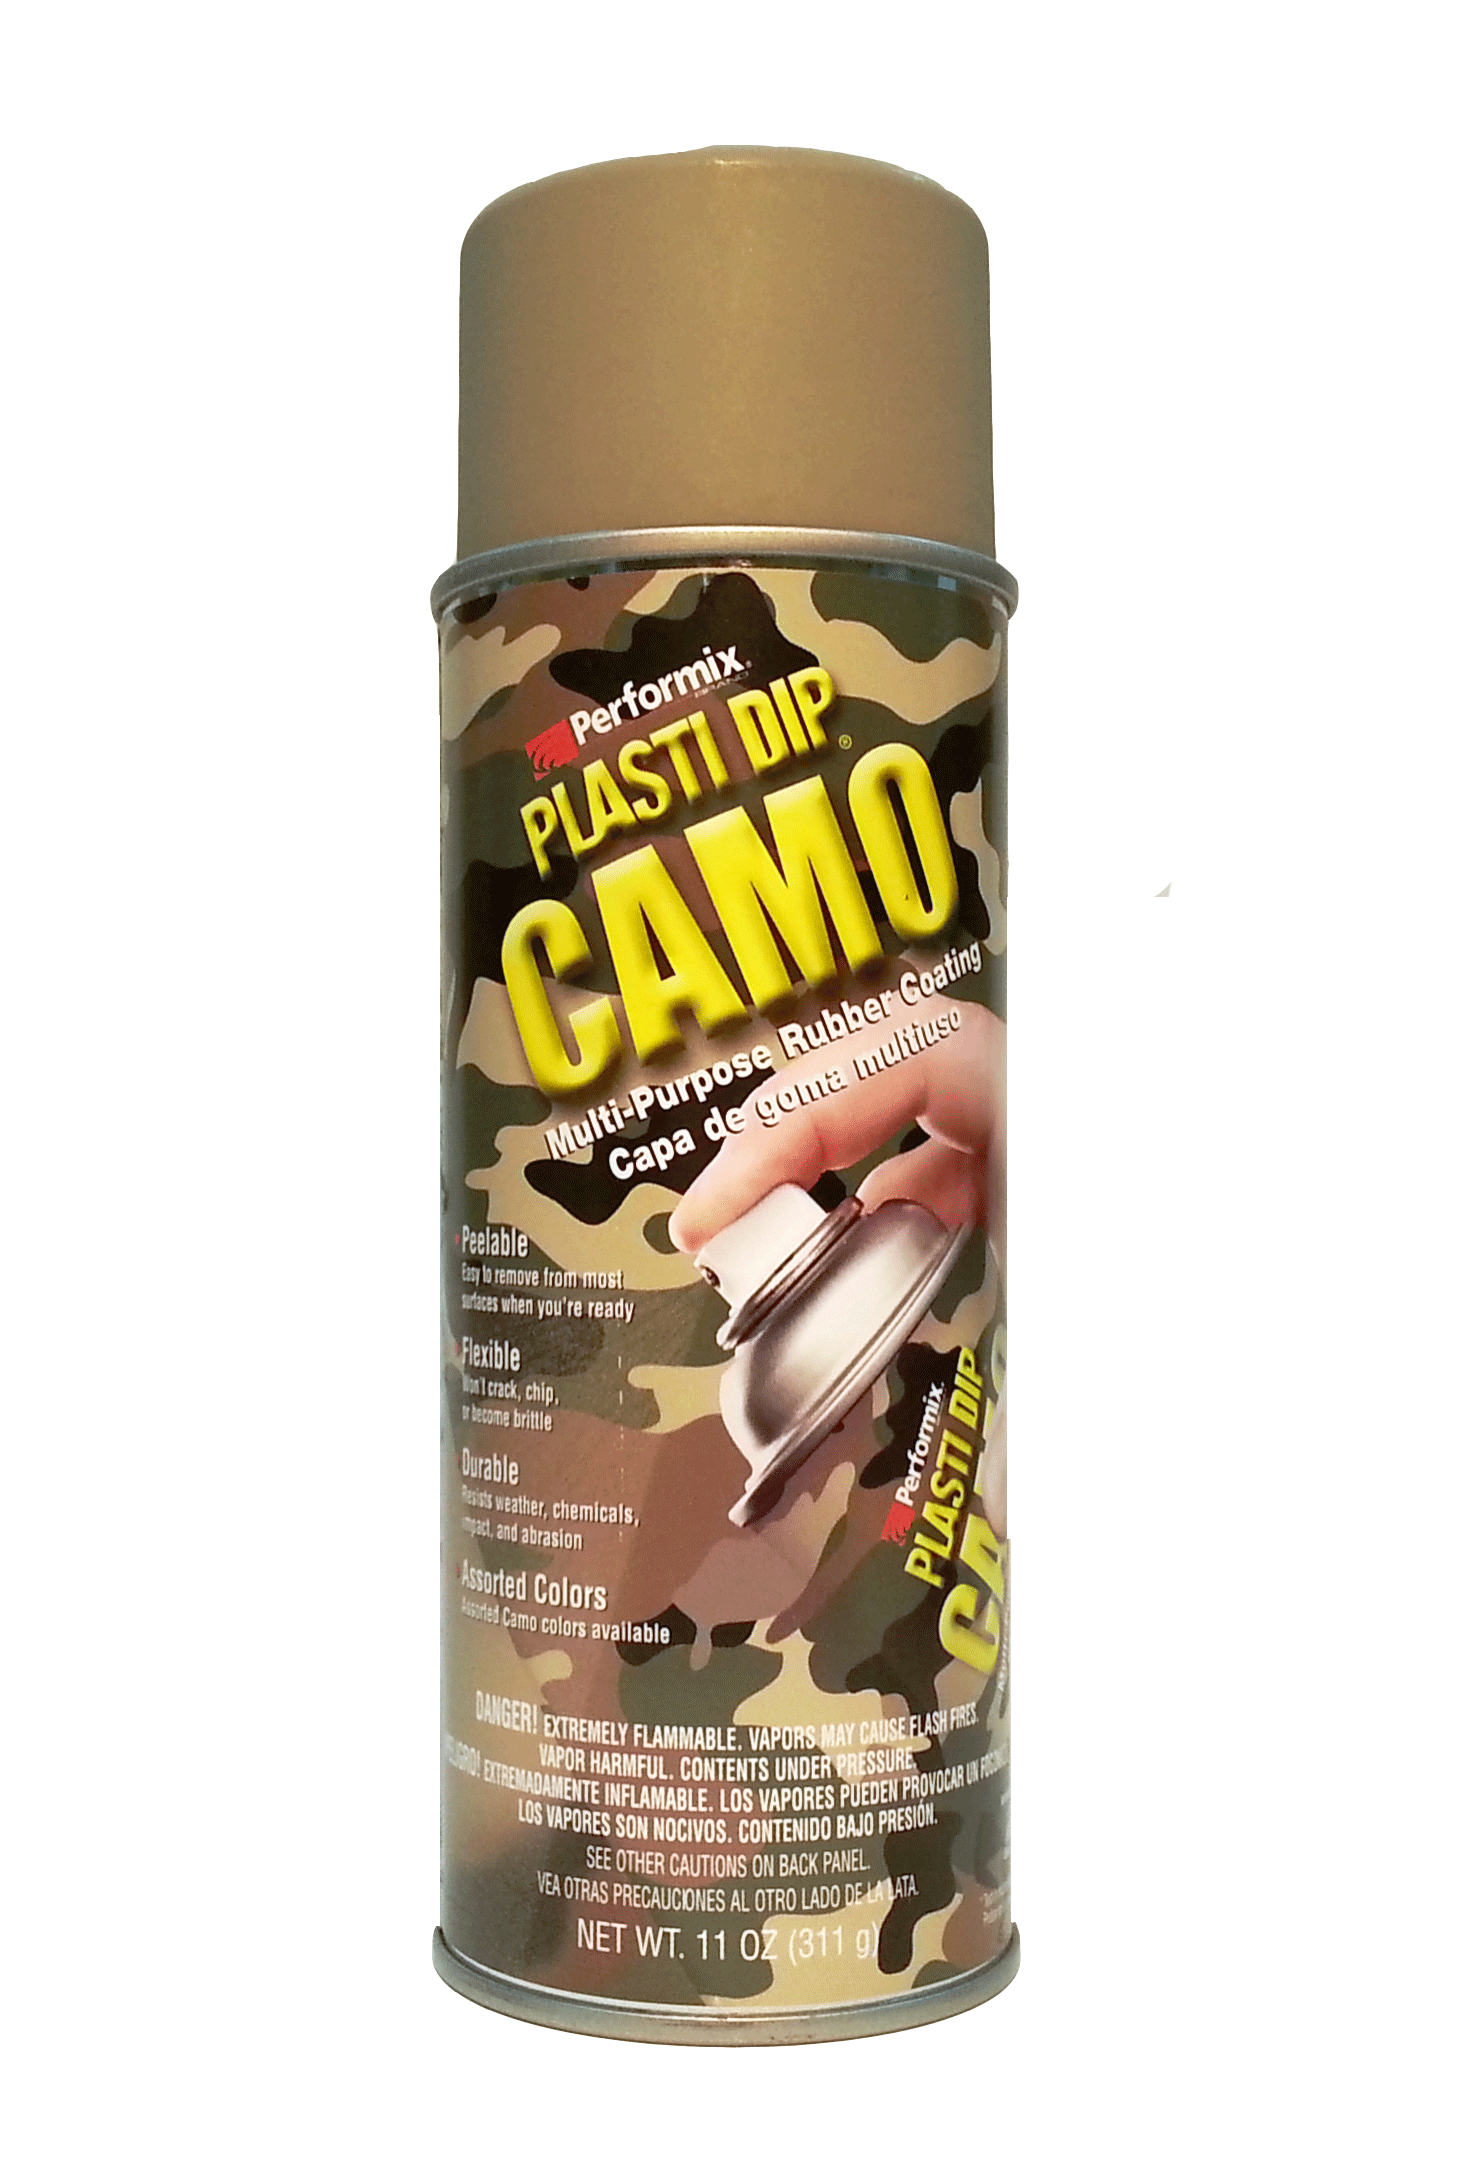 Performix®
BRAND
PLASTI DIP®
CAMO
Multi-Purpose Rubber Coating
Capa de goma multiuso
Peelable
Easy to remove from most
surfaces when you're ready
Flexible
Won't crack, chip,
or become brittle
Durable
Resists weather, chemicals,
impact, and abrasion
Assorted Colors
Assorted Camo colors available
Performix.
PLASTI DIP
CA
DANGER! EXTREMELY FLAMMABLE. VAPORS MAY CAUSE FLASH FIRES.
VAPOR HARMFUL. CONTENTS UNDER PRESSURE.
PELIGRO! EXTREMADAMENTE INFLAMABLE. LOS VAPORES PUEDEN PROVOCAR UN
LOS VAPORES SON NOCIVOS. CONTENIDO BAJO PRESIÓN.
SEE OTHER CAUTIONS ON BACK PANEL.
VEA OTRAS PRECAUCIONES AL OTRO LADO DE LA LATA.
NET WT. 11 OZ (311 g)